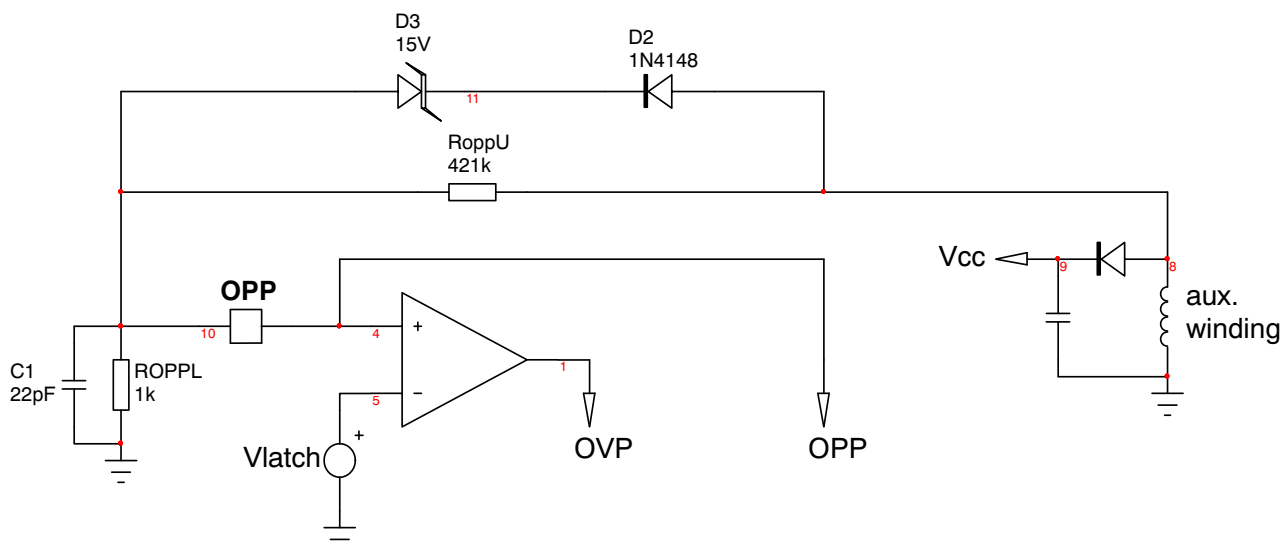 D3
15V
D2
1N4148
11
RoppU
421k
Vcc
9
8
OPP
aux.
winding
10
4
+
C1
22pF
ROPPL
1k
1
5
−
+
Vlatch
OVP
OPP